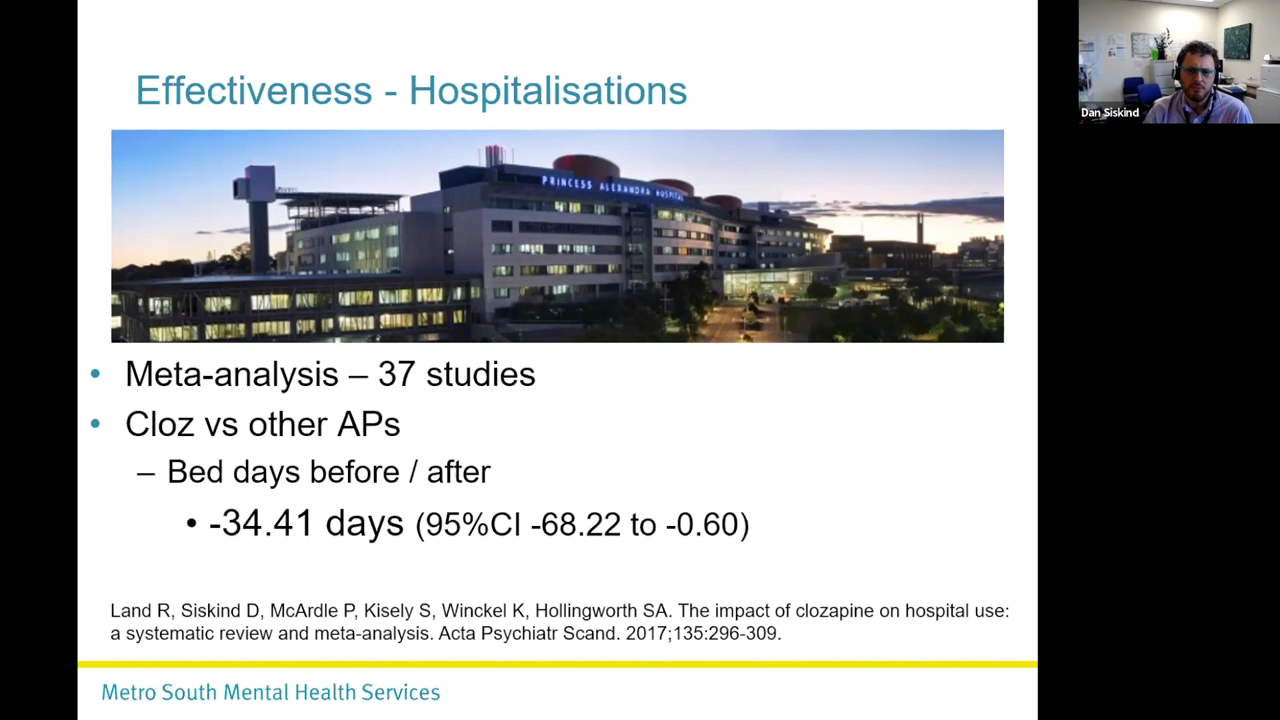 Effectiveness - Hospitalisations
PRINCESS ALEXANDRA HOSPITAL
• Meta-analysis – 37 studies
• Cloz vs other APs
– Bed days before / after
• -34.41 days (95%CI -68.22 to -0.60)
Land R, Siskind D, McArdle P, Kisely S, Winckel K, Hollingworth SA. The impact of clozapine on hospital use:
a systematic review and meta-analysis. Acta Psychiatr Scand. 2017;135:296-309.
Metro South Mental Health Services
Dan Siskind